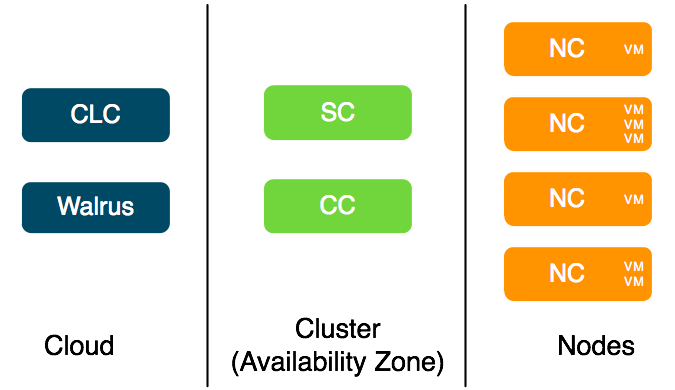 CLC
Walrus
Cloud
SC
CC
Cluster
(Availability Zone)
NC VM
NC VM
VM
VM
NC VM
NC VM
VM
Nodes